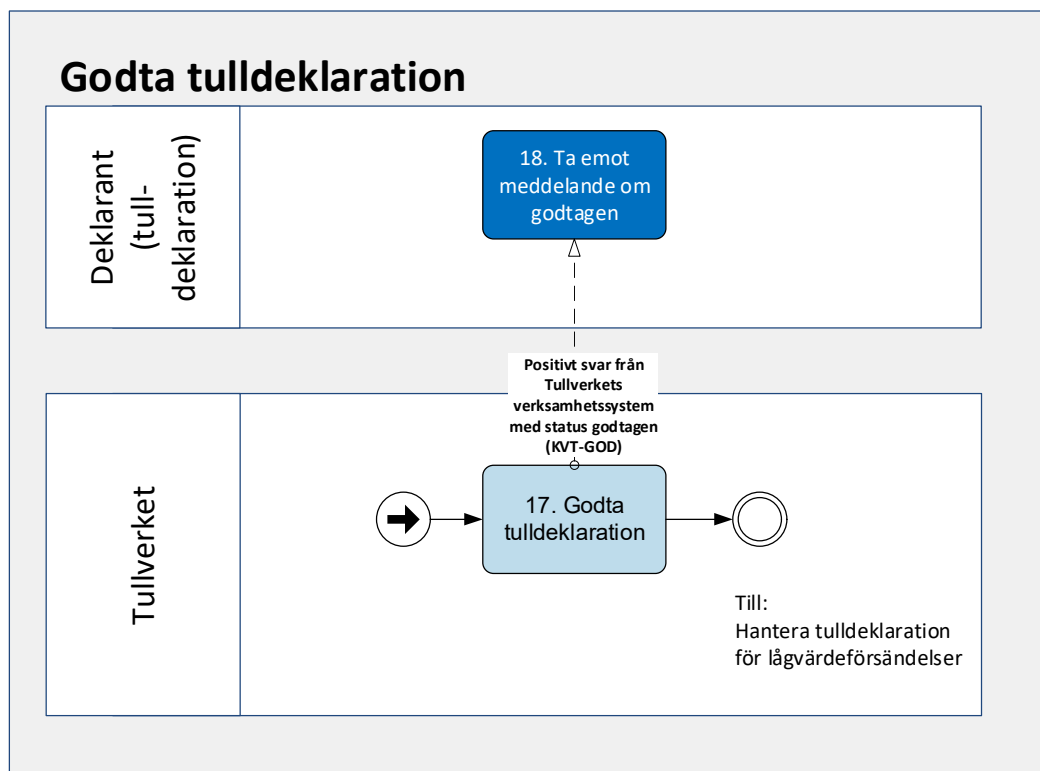 Godta tulldeklaration
Deklarant
(tull-
deklaration)
18. Ta emot
meddelande om
godtagen
Positivt svar från
Tullverkets
verksamhetssystem
med status godtagen
(KVT-GOD)
Tullverket
17. Godta
tulldeklaration
Till:
Hantera tulldeklaration
för lågvärdeförsändelser